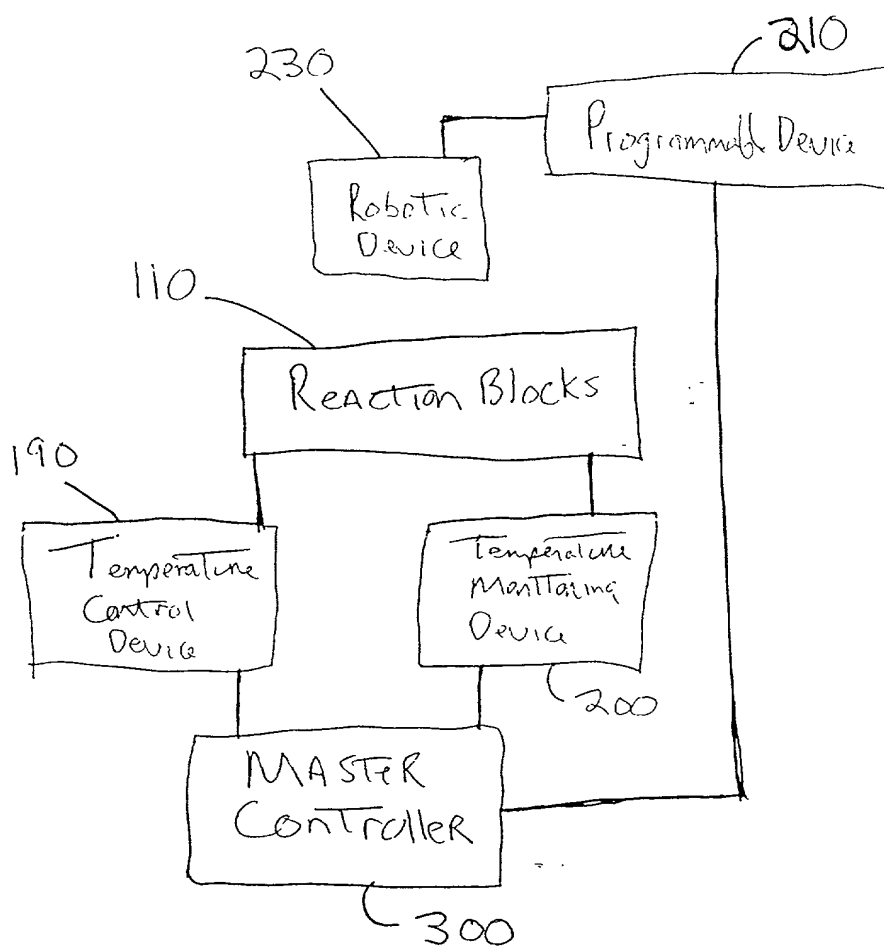 210
230
Programmable Device
Robotic
Device
110
Reaction Blocks
190
Temperature
Control
Device
Temperature
Monitoring
Device
200
MASTER
Controller
300